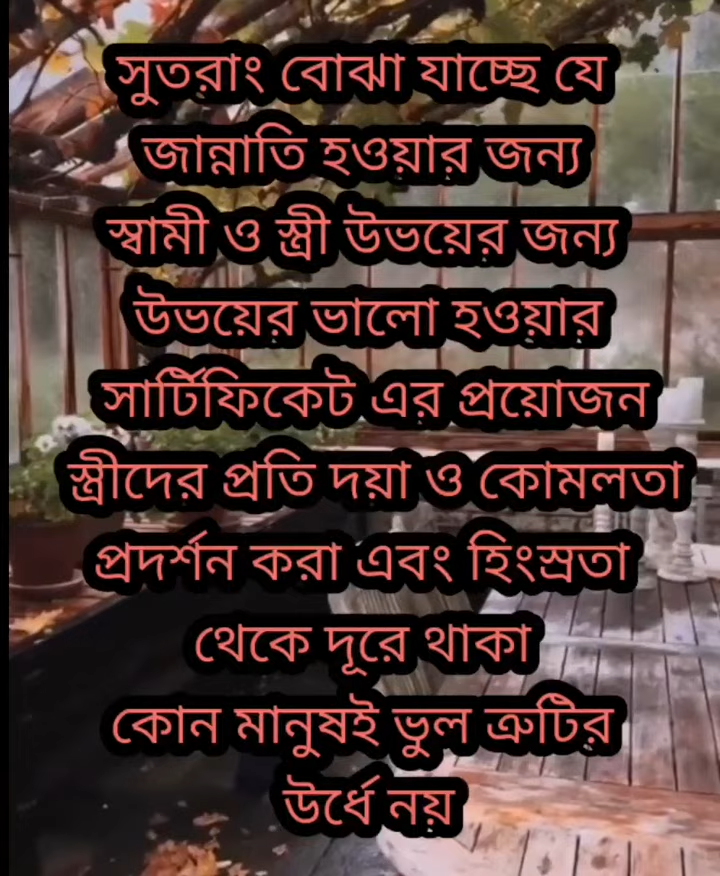 সুতরাং বোঝা যাচ্ছে যে
জান্নাতি হওয়ার জন্য
স্বামী ও স্ত্রী উভয়ের জন্য
উভয়ের ভালো হওয়ার
সার্টিফিকেট এর প্রয়োজন
স্ত্রীদের প্রতি দয়া ও কোমলতা
প্রদর্শন করা এবং হিংস্রতা
থেকে দূরে থাকা
কোন মানুষই ভুল ত্রুটির
উর্ধে নয়